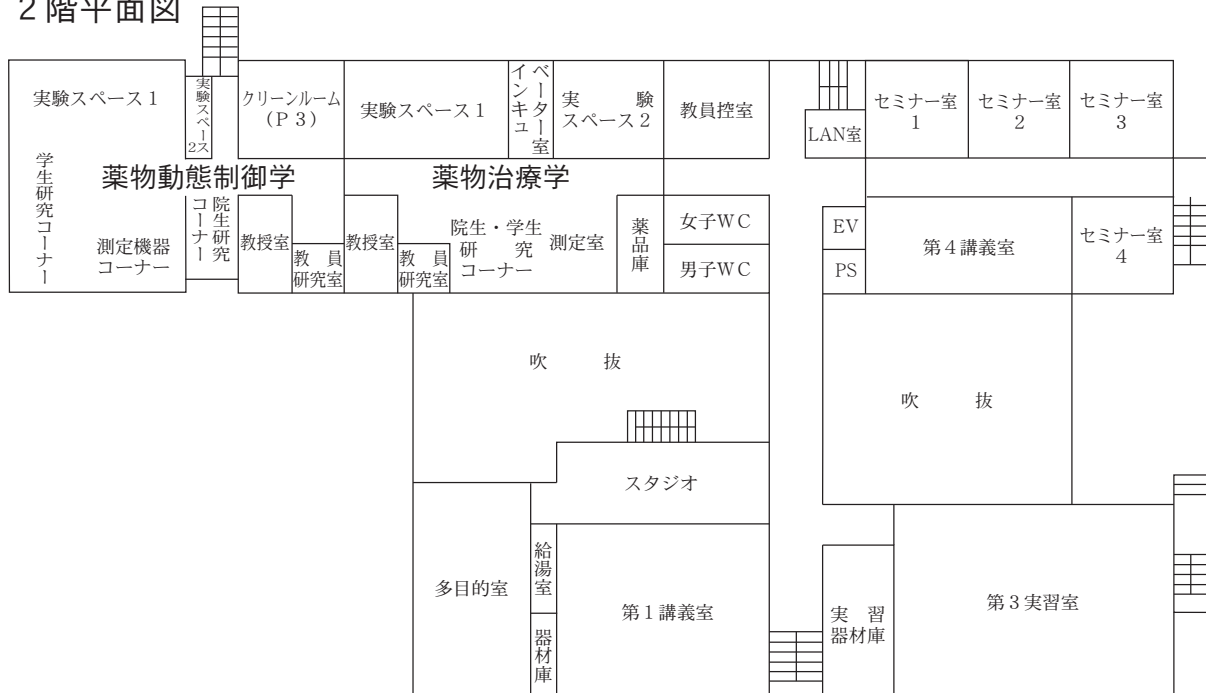 2階平面図
実験スペース1
実験スペース2
クリーンルーム
(P3)
実験スペース1
インキュ
ベーター室
実験
スペース2
教員控室
LAN室
セミナー室
1
セミナー室
2
セミナー室
3
薬物動態制御学
薬物治療学
学生研究コーナー
測定機器
コーナー
院生研究
コーナー
教授室
教員
研究室
教授室
教員
研究室
院生・学生
研究
コーナー
測定室
薬品庫
女子WC
男子WC
EV
PS
第4講義室
セミナー室
4
吹抜
吹抜
スタジオ
多目的室
給湯室
器材庫
第1講義室
実習
器材庫
第3実習室